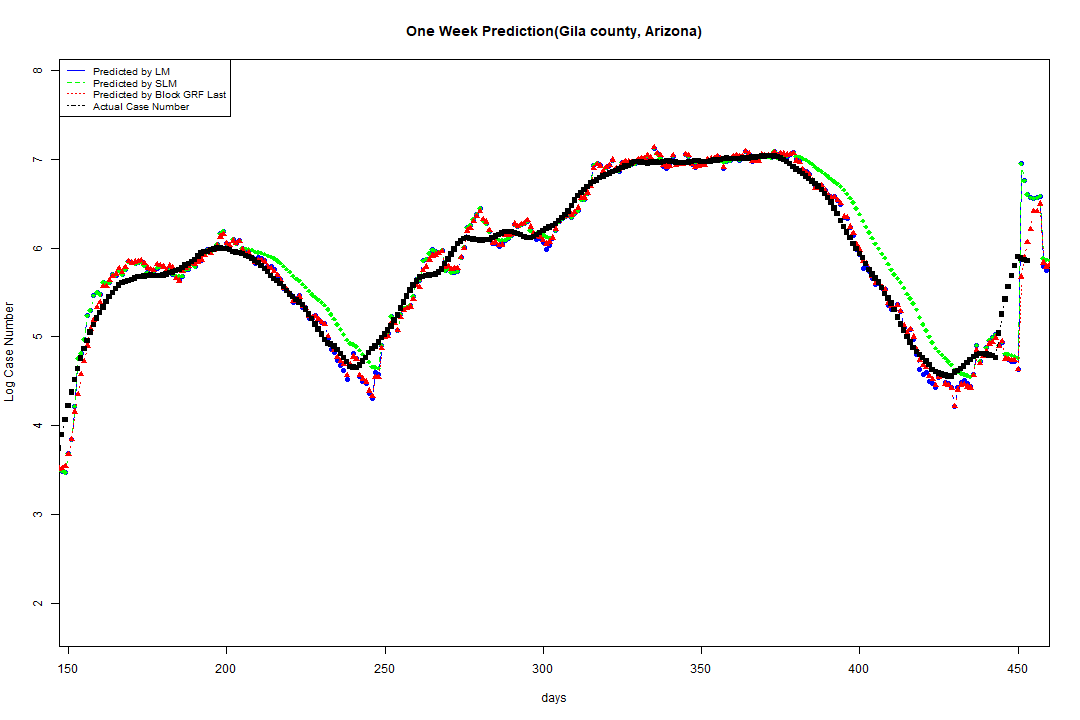 One Week Prediction(Gila county, Arizona)
Predicted by LM
Predicted by SLM
Predicted by Block GRF Last
Actual Case Number
Log Case Number
8
7
6
5
4
3
2
150 200 250 300 350 400 450
days